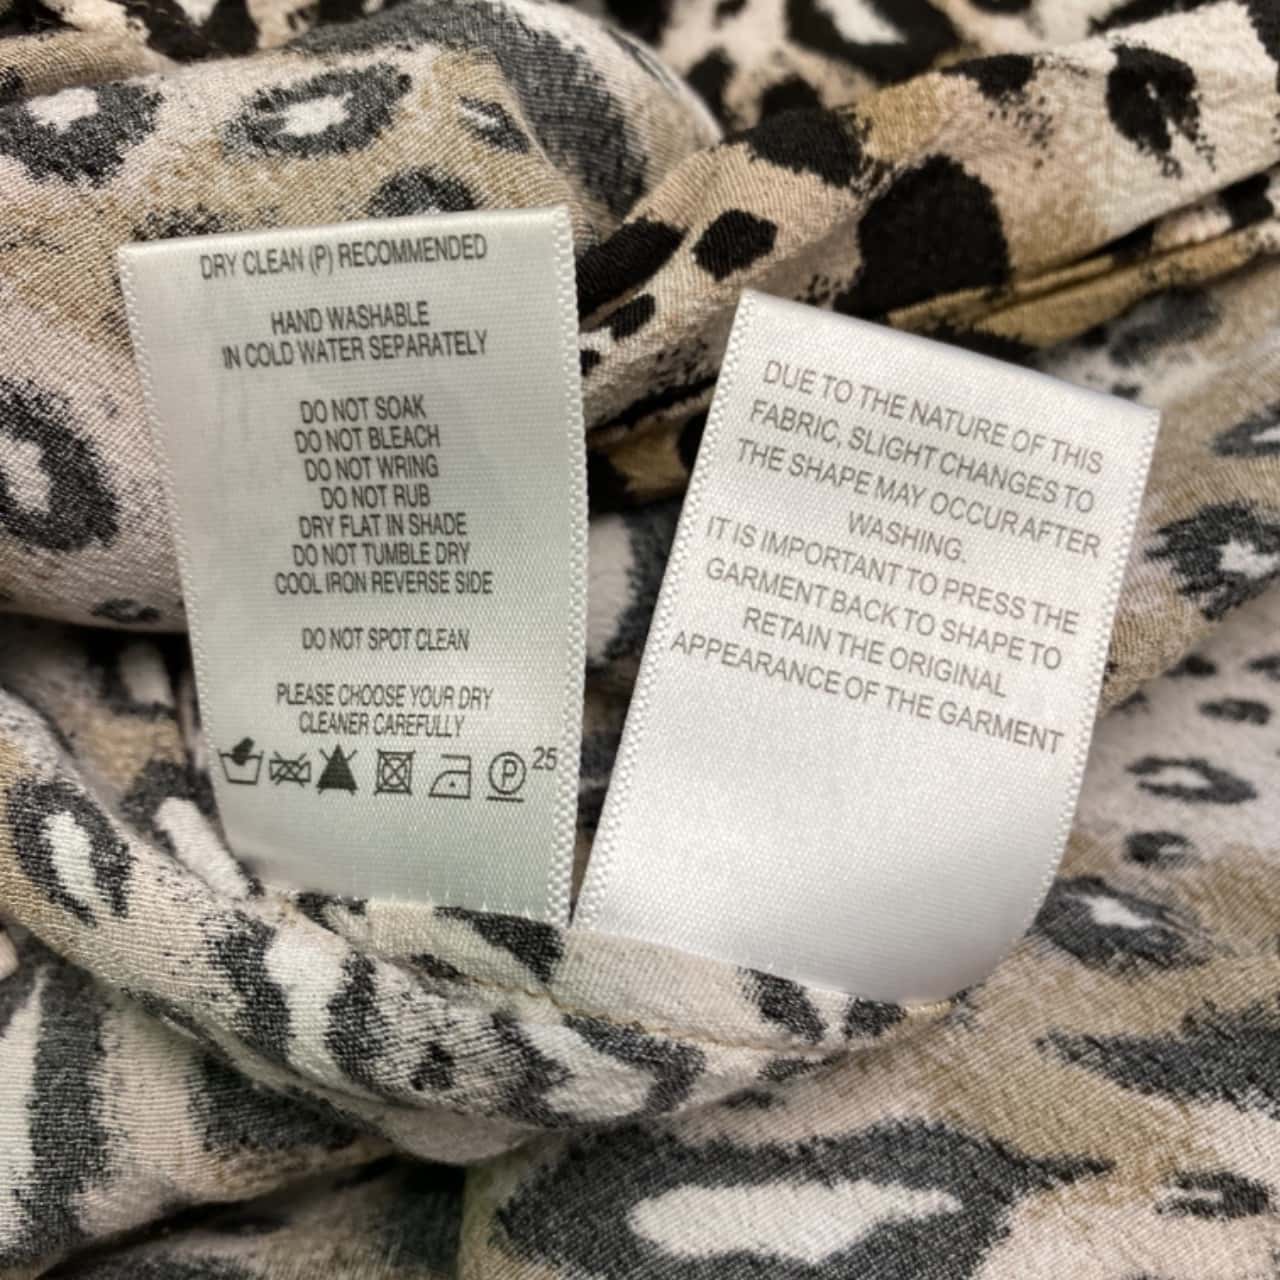 DRY CLEAN (P) RECOMMENDED
HAND WASHABLE
IN COLD WATER SEPARATELY
DO NOT SOAK
DO NOT BLEACH
DO NOT WRING
DO NOT RUB
DRY FLAT IN SHADE
DO NOT TUMBLE DRY
COOL IRON REVERSE SIDE
DO NOT SPOT CLEAN
PLEASE CHOOSE YOUR DRY
CLEANER CAREFULLY
P 25
DUE TO THE NATURE OF THIS
FABRIC, SLIGHT CHANGES TO
THE SHAPE MAY OCCUR AFTER
WASHING.
IT IS IMPORTANT TO PRESS THE
GARMENT BACK TO SHAPE TO
RETAIN THE ORIGINAL
APPEARANCE OF THE GARMENT